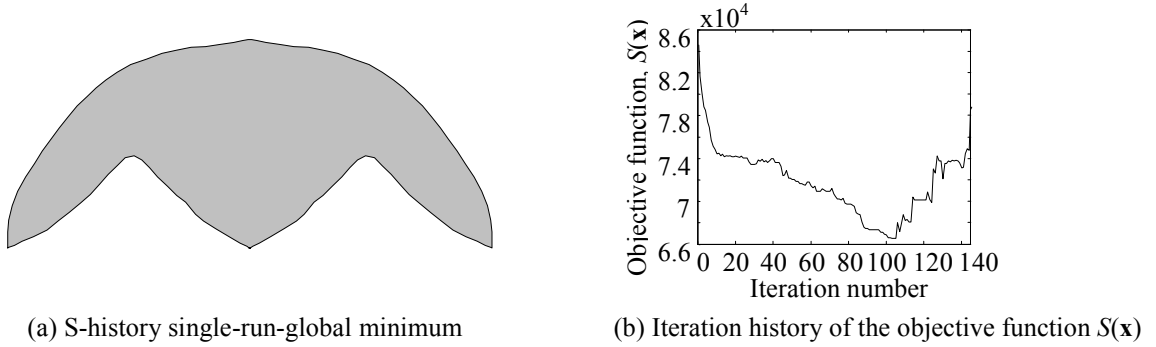 x10⁴
Objective function, S(x)
8.6
8.2
7.8
7.4
7
6.6
0 20 40 60 80 100 120 140
Iteration number
(a) S-history single-run-global minimum
(b) Iteration history of the objective function S(x)